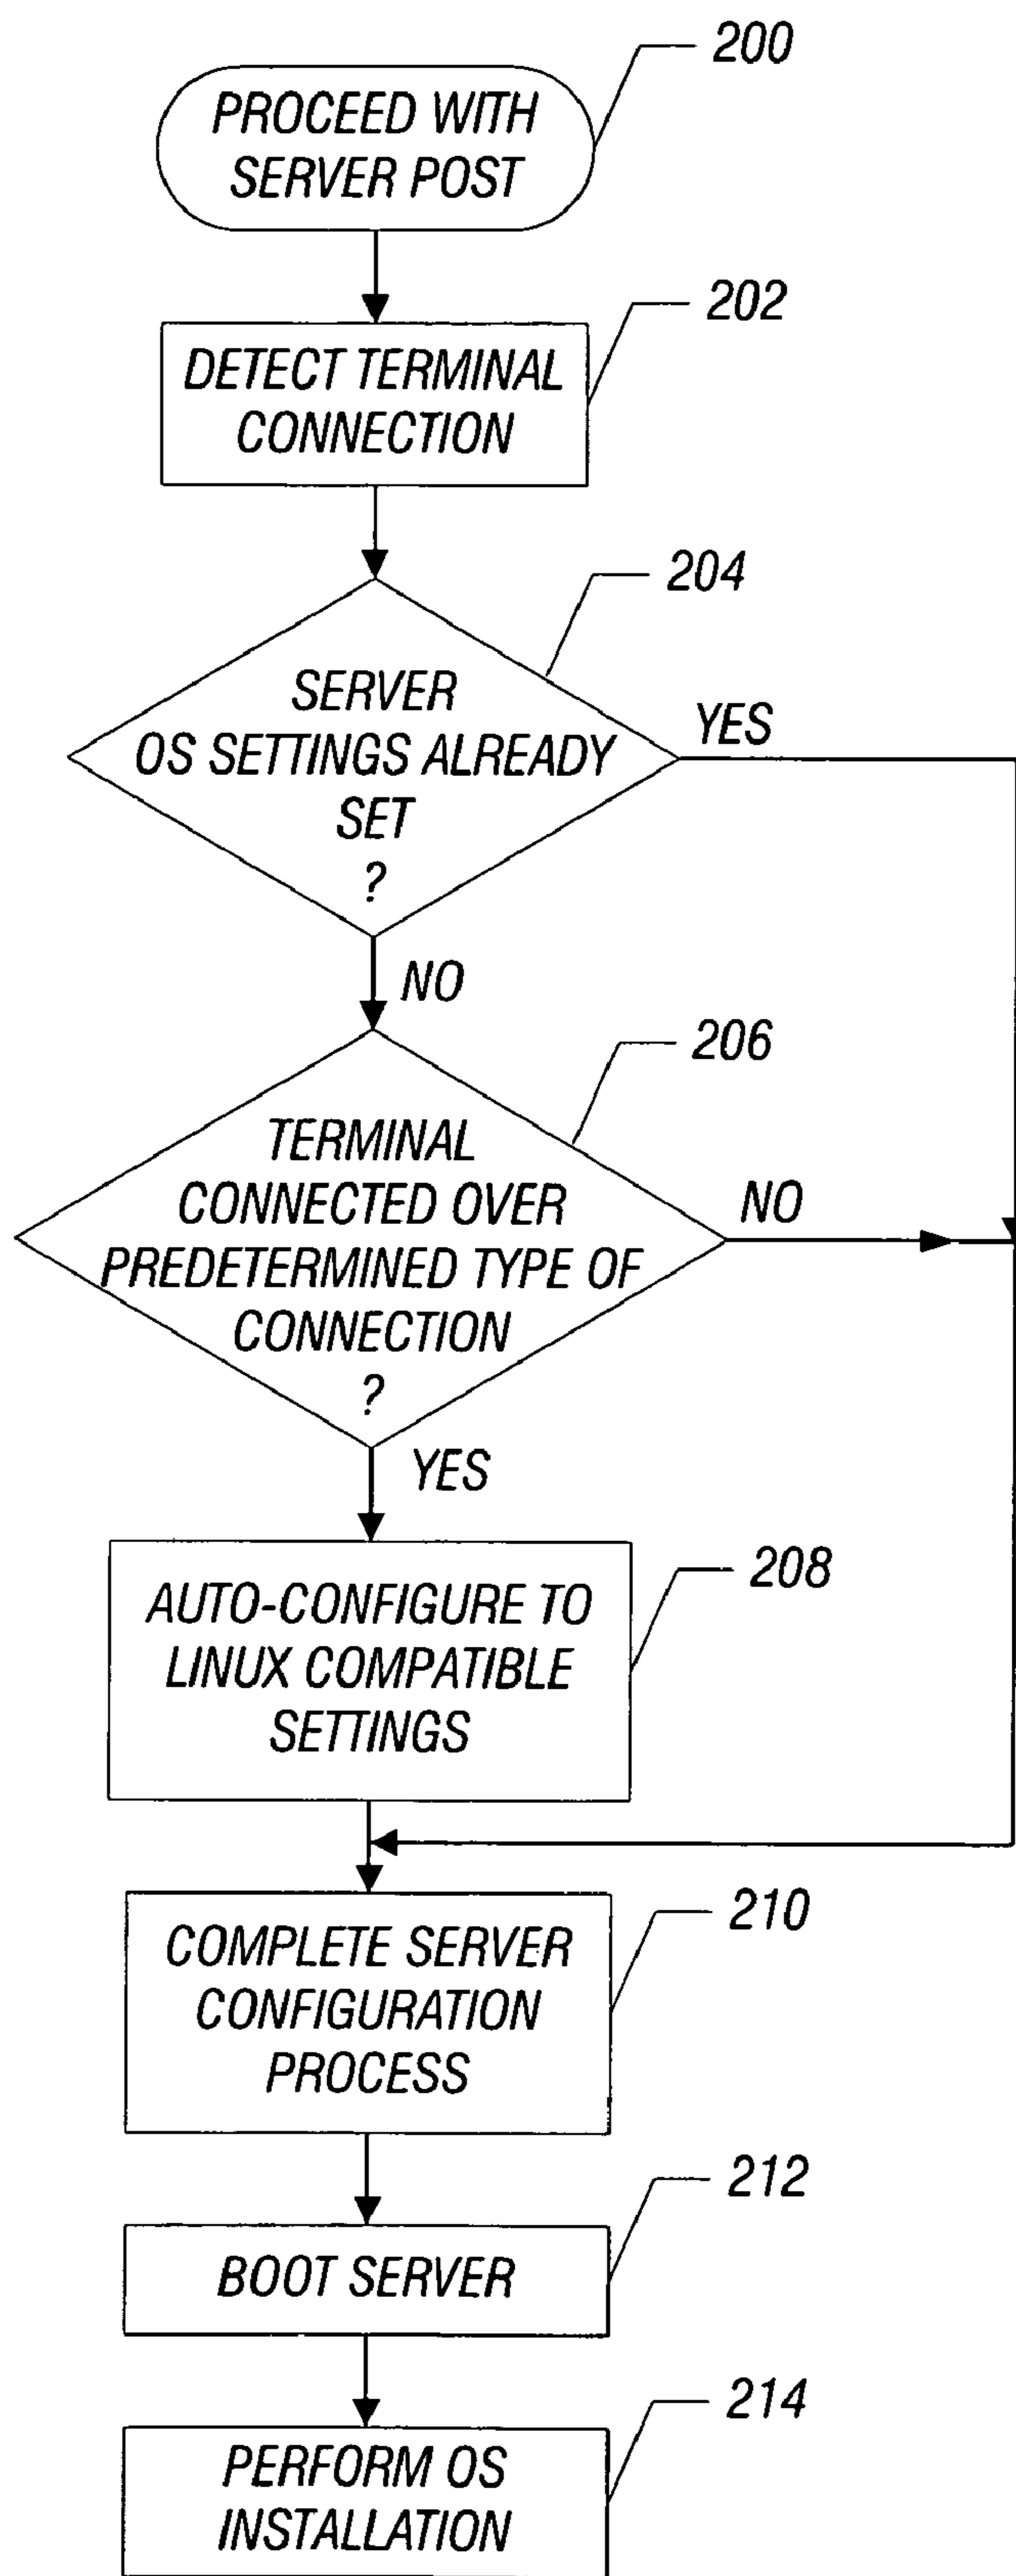 200
PROCEED WITH
SERVER POST
202
DETECT TERMINAL
CONNECTION
204
SERVER
OS SETTINGS ALREADY
SET
?
YES
NO
206
TERMINAL
CONNECTED OVER
PREDETERMINED TYPE OF
CONNECTION
?
NO
YES
208
AUTO-CONFIGURE TO
LINUX COMPATIBLE
SETTINGS
210
COMPLETE SERVER
CONFIGURATION
PROCESS
212
BOOT SERVER
214
PERFORM OS
INSTALLATION